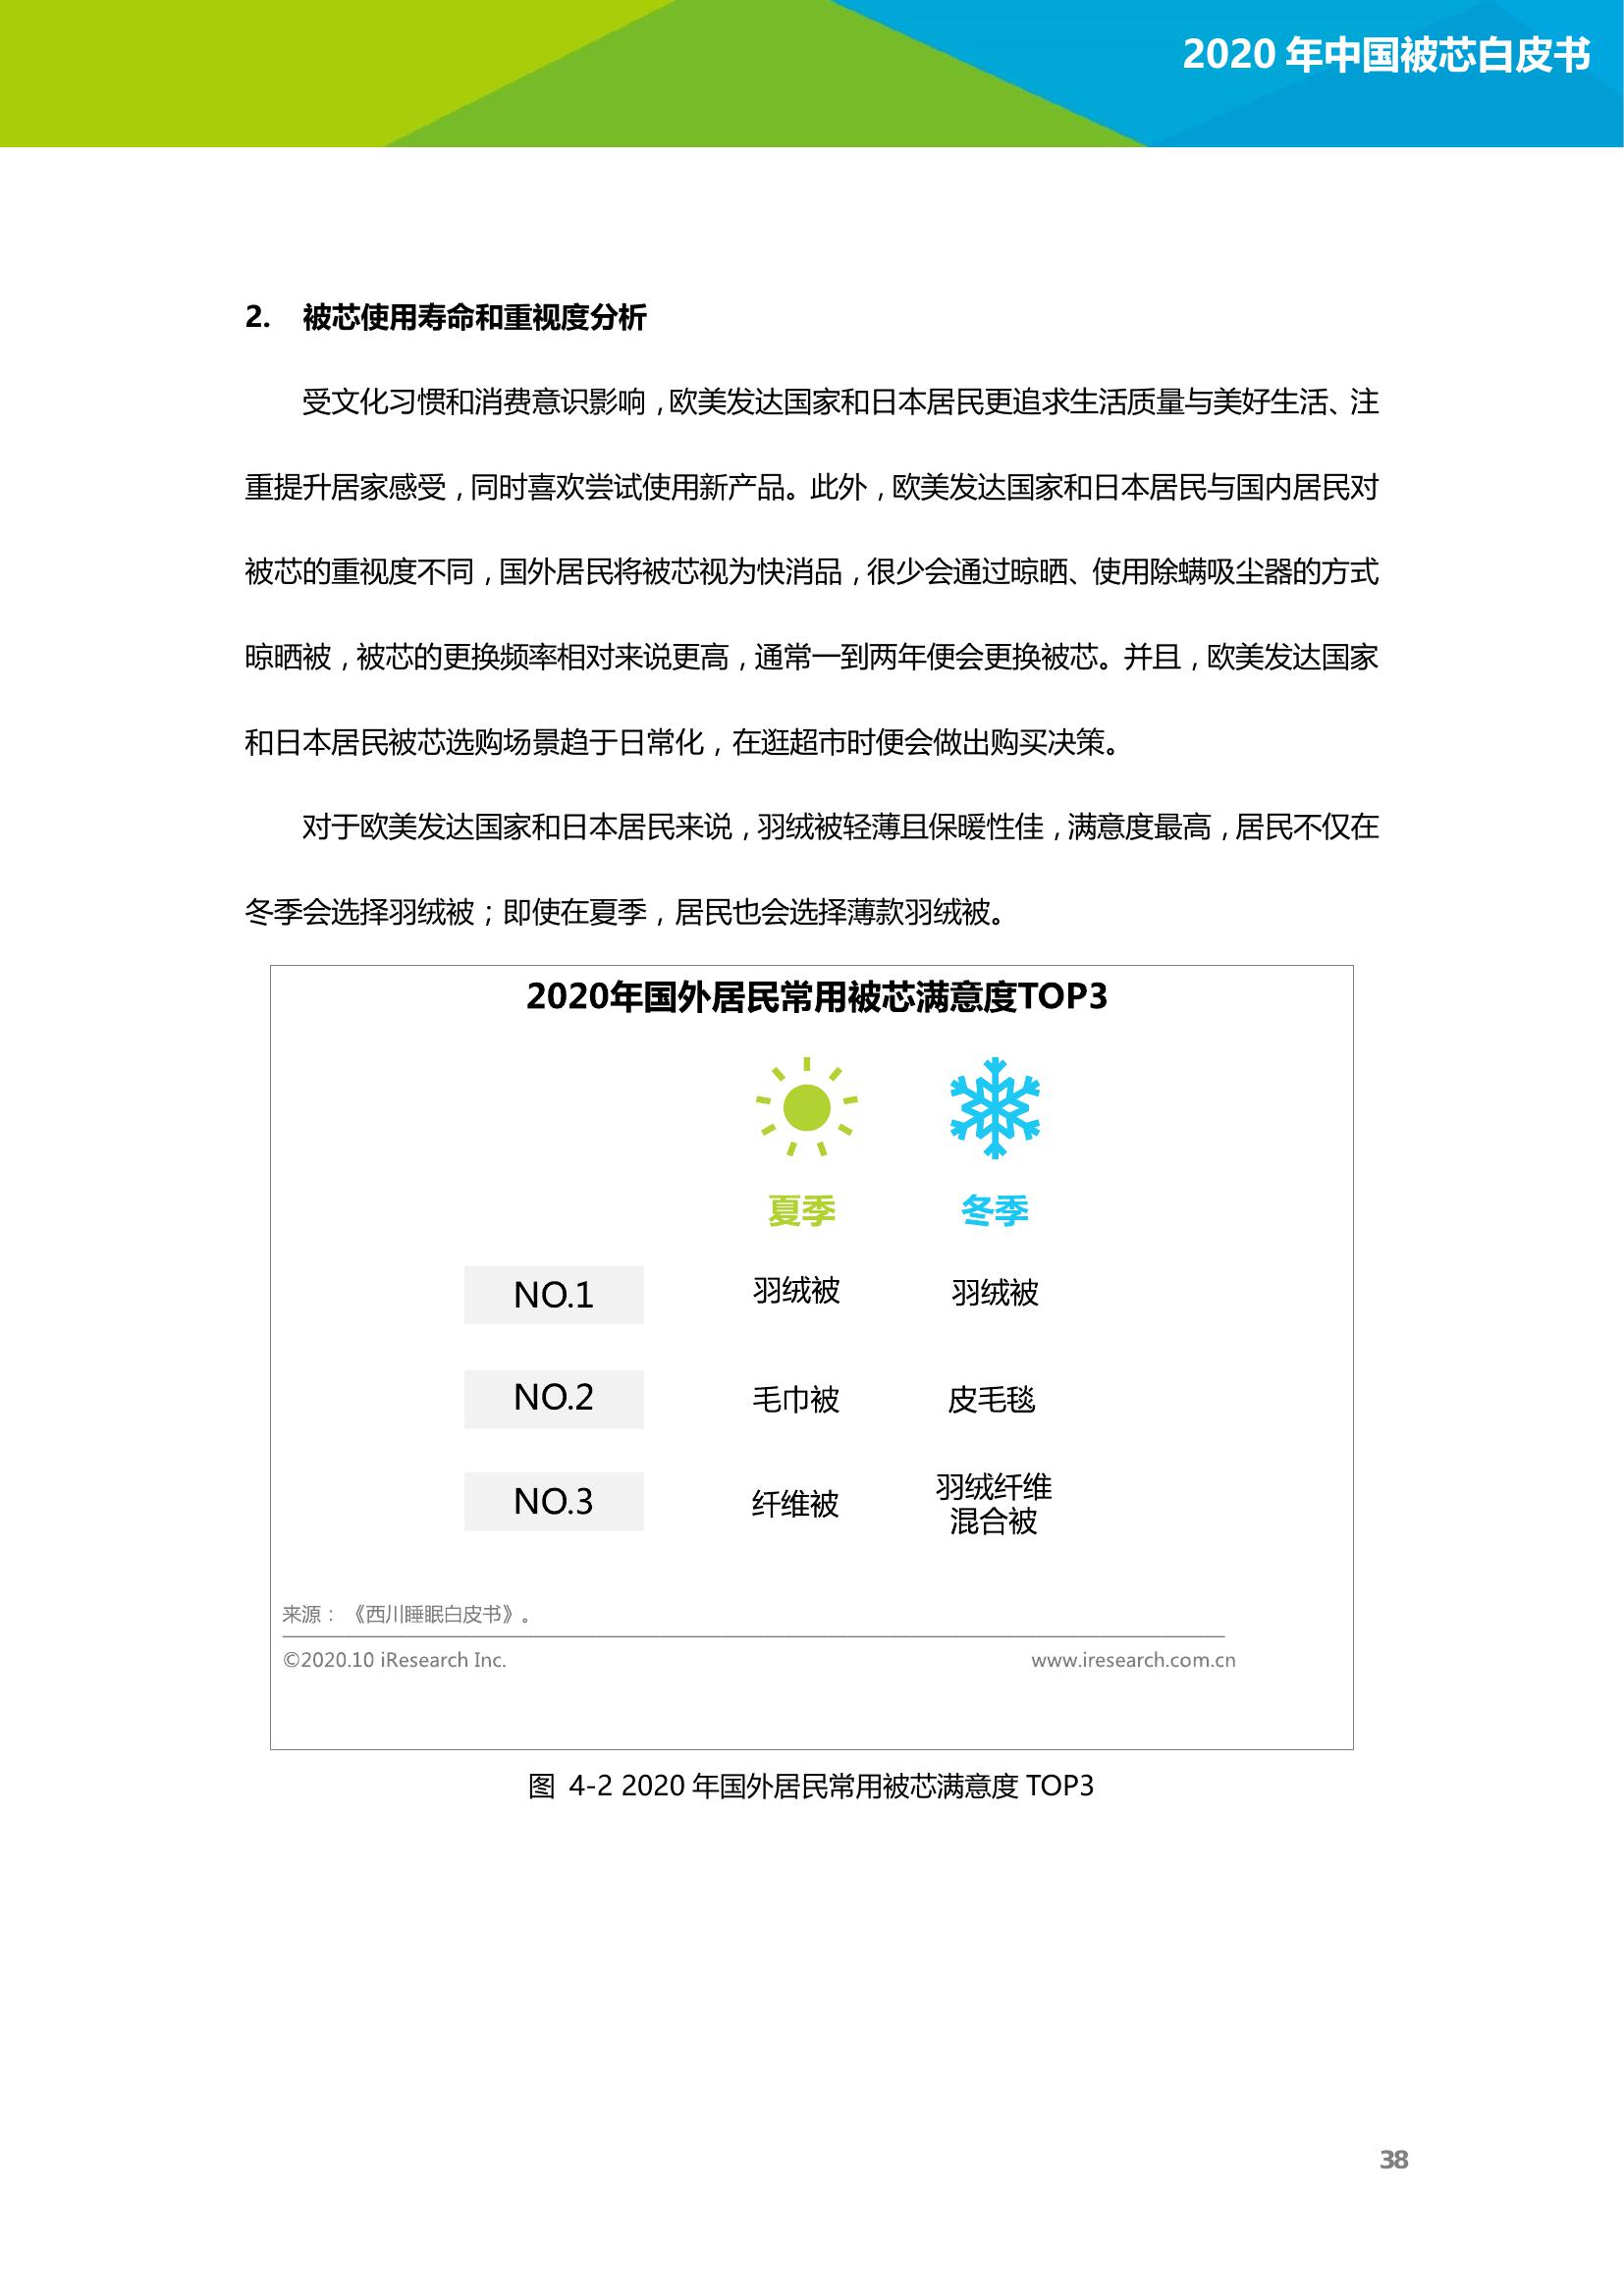 2020 年中国被芯白皮书
2. 被芯使用寿命和重视度分析
受文化习惯和消费意识影响，欧美发达国家和日本居民更追求生活质量与美好生活、注
重提升居家感受，同时喜欢尝试使用新产品。此外，欧美发达国家和日本居民与国内居民对
被芯的重视度不同，国外居民将被芯视为快消品，很少会通过晾晒、使用除螨吸尘器的方式
晾晒被，被芯的更换频率相对来说更高，通常一到两年便会更换被芯。并且，欧美发达国家
和日本居民被芯选购场景趋于日常化，在逛超市时便会做出购买决策。
对于欧美发达国家和日本居民来说，羽绒被轻薄且保暖性佳，满意度最高，居民不仅在
冬季会选择羽绒被；即使在夏季，居民也会选择薄款羽绒被。
2020年国外居民常用被芯满意度TOP3
夏季 冬季
NO.1 羽绒被 羽绒被
NO.2 毛巾被 皮毛毯
NO.3 纤维被 羽绒纤维
混合被
来源：《西川睡眠白皮书》。
©2020.10 iResearch Inc. www.iresearch.com.cn
图 4-2 2020 年国外居民常用被芯满意度 TOP3
38